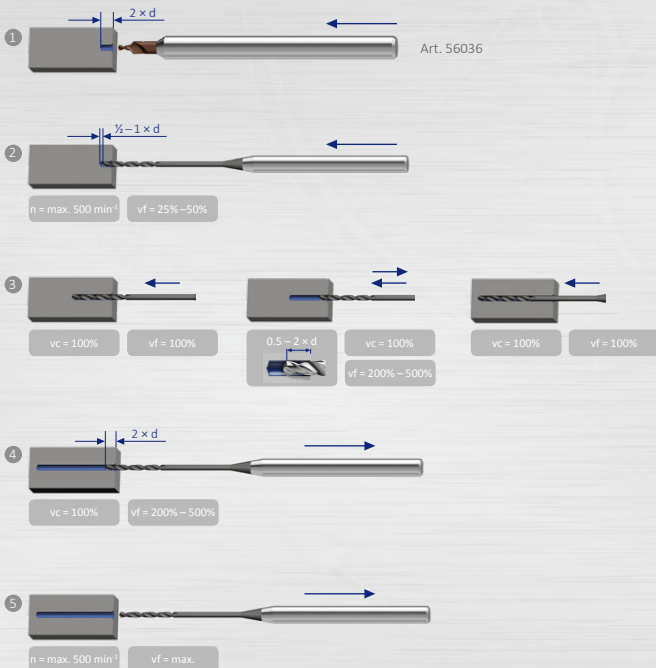 2 × d
1
Art. 56036
½–1 × d
2
n = max. 500 min⁻¹
vf = 25%–50%
3
vc = 100%
vf = 100%
0.5 – 2 × d
vc = 100%
vf = 200% – 500%
vc = 100%
vf = 100%
2 × d
4
vc = 100%
vf = 200% – 500%
5
n = max. 500 min⁻¹
vf = max.